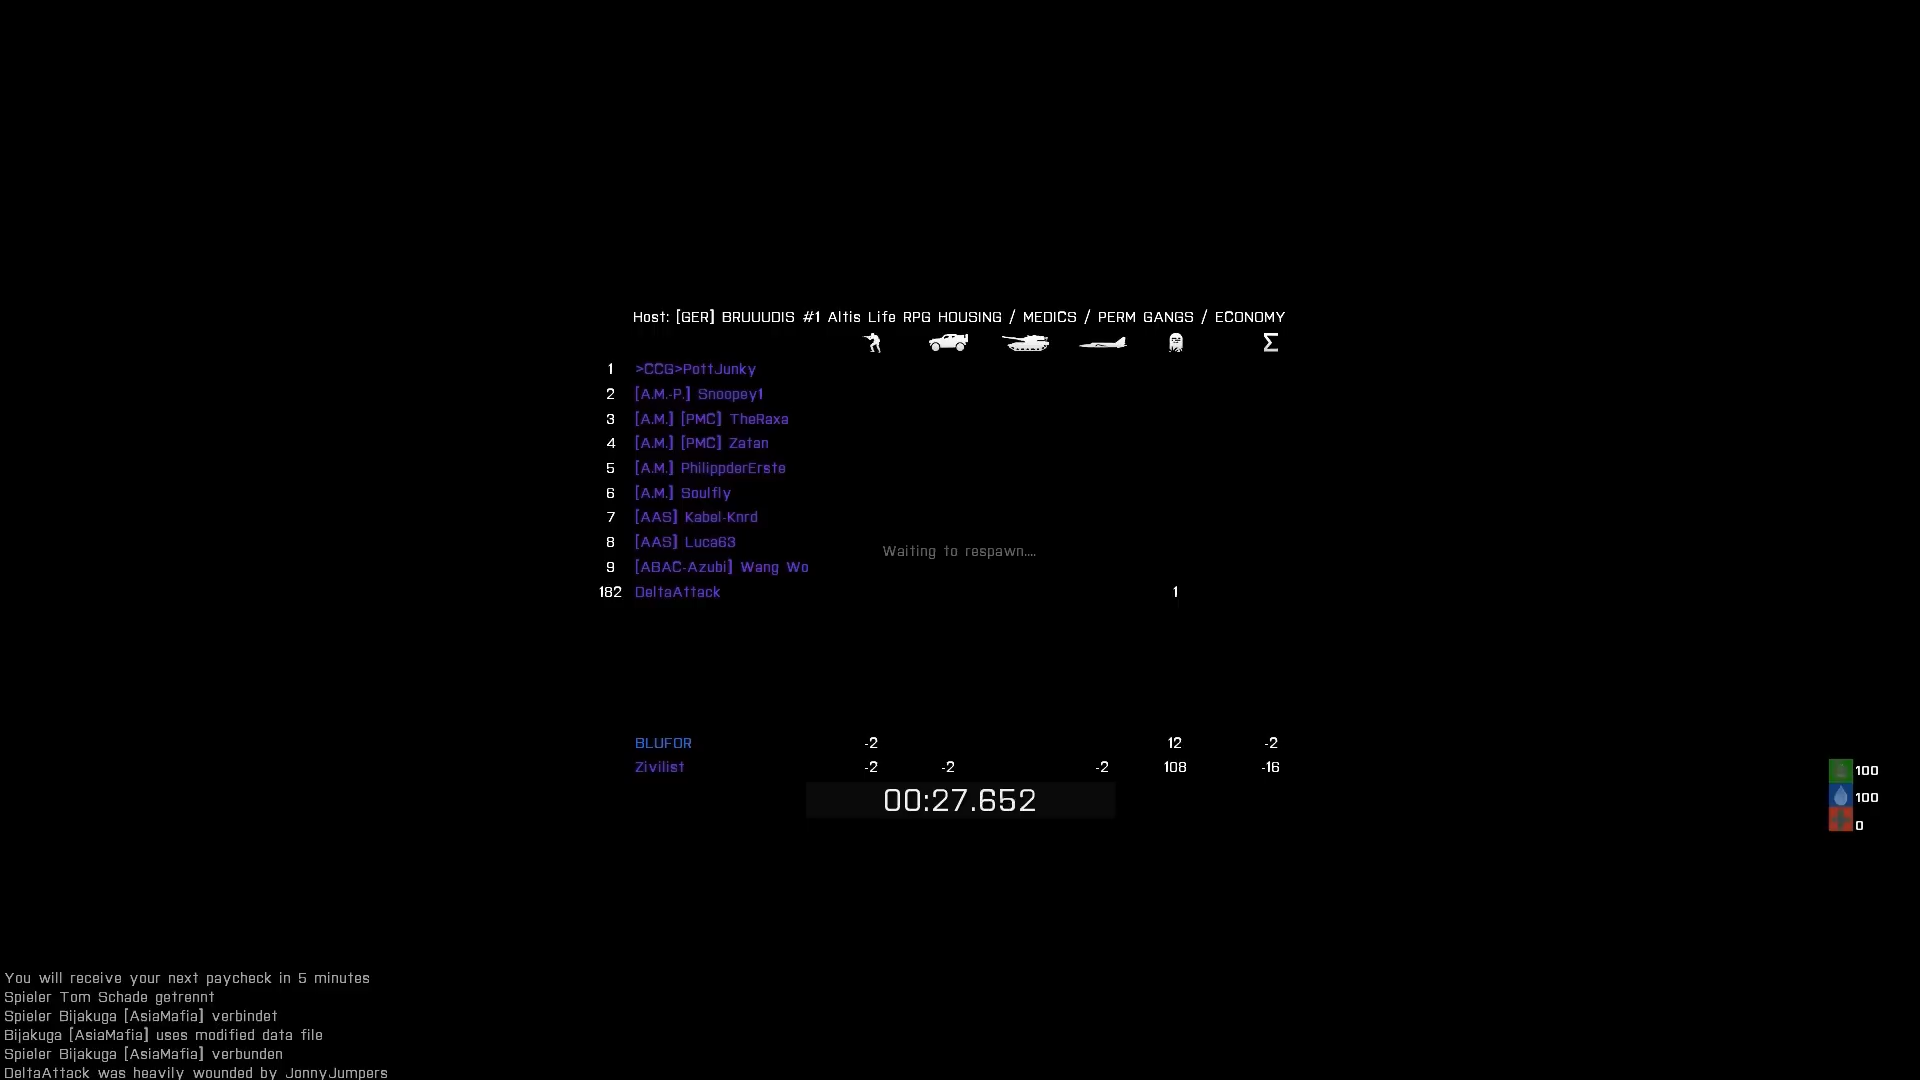 Host: [GER] BRUUUDIS #1 Altis Life RPG HOUSING / MEDICS / PERM GANGS / ECONOMY
Σ
1 >CCG>PottJunky
2 [A.M.-P.] Snoopey1
3 [A.M.] [PMC] TheRaxa
4 [A.M.] [PMC] Zatan
5 [A.M.] PhilippderErste
6 [A.M.] Soulfly
7 [AAS] Kabel-Knrd
8 [AAS] Luca63
Waiting to respawn....
9 [ABAC-Azubi] Wang Wo
182 DeltaAttack 1
BLUFOR -2 12 -2
Zivilist -2 -2 -2 108 -16
00:27.652
100
100
0
You will receive your next paycheck in 5 minutes
Spieler Tom Schade getrennt
Spieler Bijakuga [AsiaMafia] verbindet
Bijakuga [AsiaMafia] uses modified data file
Spieler Bijakuga [AsiaMafia] verbunden
DeltaAttack was heavily wounded by JonnyJumpers